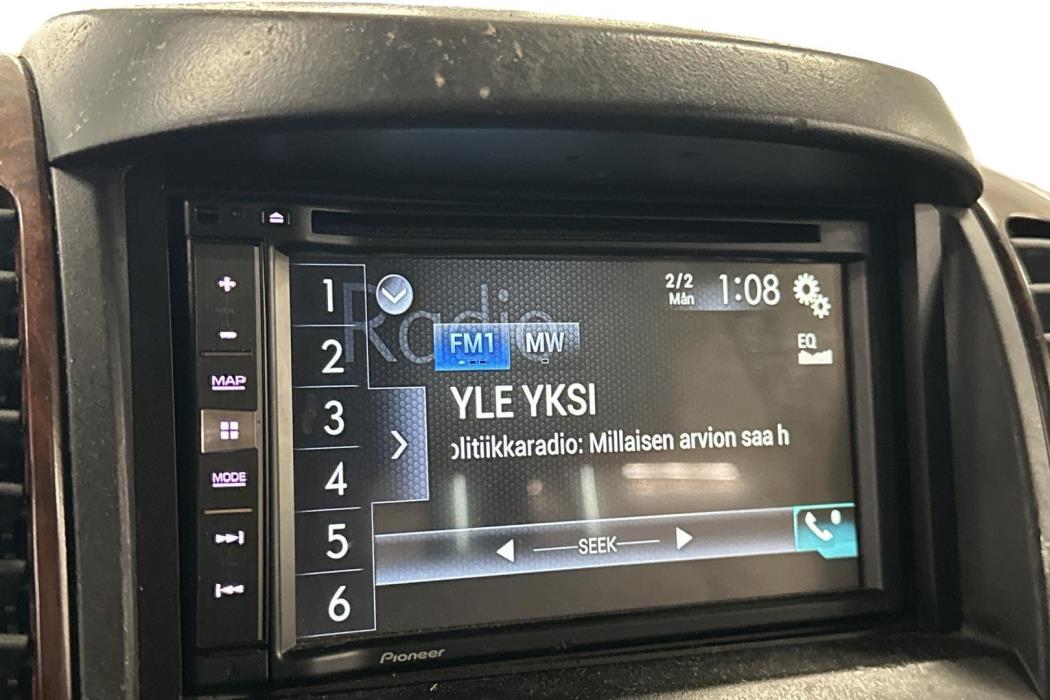 MAP
MODE
1
2
3
4
5
6
Radio
2/2
Mån
1:08
FM1
MW
EQ
YLE YKSI
olitiikkaradio: Millaisen arvion saa h
SEEK
Pioneer